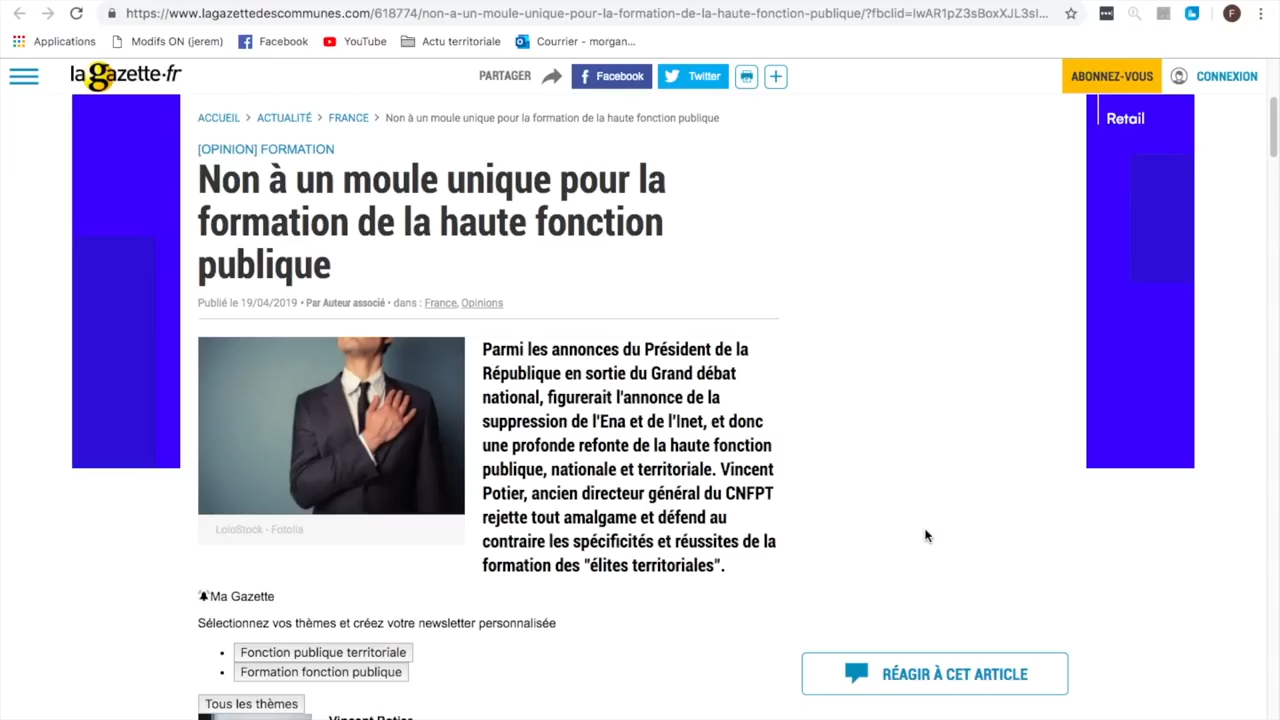 https://www.lagazettedescommunes.com/618774/non-a-un-moule-unique-pour-la-formation-de-la-haute-fonction-publique/?fbclid=IwAR1pZ3sBoxXJL3sI...
F
Applications
Modifs ON (jerem)
Facebook
YouTube
Actu territoriale
Courrier - morgan...
la gazette·fr
PARTAGER
Facebook
Twitter
ABONNEZ-VOUS
CONNEXION
Retail
ACCUEIL > ACTUALITÉ > FRANCE > Non à un moule unique pour la formation de la haute fonction publique
[OPINION] FORMATION
Non à un moule unique pour la
formation de la haute fonction
publique
Publié le 19/04/2019 • Par Auteur associé • dans : France, Opinions
Parmi les annonces du Président de la
République en sortie du Grand débat
national, figurerait l'annonce de la
suppression de l'Ena et de l'Inet, et donc
une profonde refonte de la haute fonction
publique, nationale et territoriale. Vincent
Potier, ancien directeur général du CNFPT
rejette tout amalgame et défend au
contraire les spécificités et réussites de la
formation des "élites territoriales".
LoloStock - Fotolia
Ma Gazette
Sélectionnez vos thèmes et créez votre newsletter personnalisée
• Fonction publique territoriale
• Formation fonction publique
Tous les thèmes
Vincent Potier
RÉAGIR À CET ARTICLE